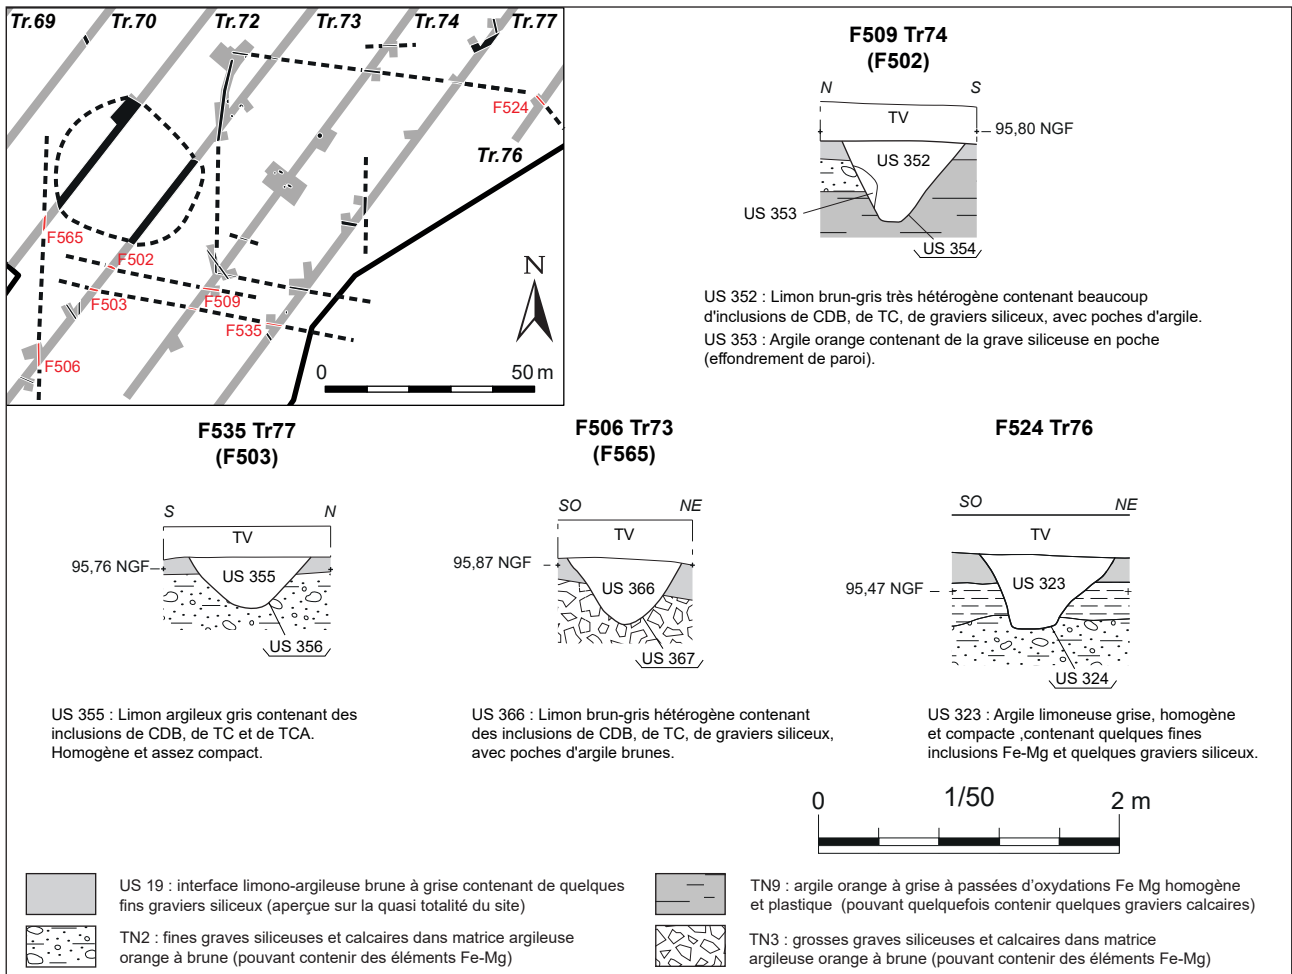 Tr.69 Tr.70 Tr.72 Tr.73 Tr.74 Tr.77
F524
Tr.76
F565
F502
F503
F509
F535
F506
N
0 50 m
F509 Tr74
(F502)
N S
TV
95,80 NGF
US 352
US 353
US 354
US 352 : Limon brun-gris très hétérogène contenant beaucoup
d'inclusions de CDB, de TC, de graviers siliceux, avec poches d'argile.
US 353 : Argile orange contenant de la grave siliceuse en poche
(effondrement de paroi).
F535 Tr77
(F503)
S N
TV
95,76 NGF
US 355
US 356
US 355 : Limon argileux gris contenant des
inclusions de CDB, de TC et de TCA.
Homogène et assez compact.
F506 Tr73
(F565)
SO NE
TV
95,87 NGF
US 366
US 367
US 366 : Limon brun-gris hétérogène contenant
des inclusions de CDB, de TC, de graviers siliceux,
avec poches d'argile brunes.
F524 Tr76
SO NE
TV
95,47 NGF
US 323
US 324
US 323 : Argile limoneuse grise, homogène
et compacte ,contenant quelques fines
inclusions Fe-Mg et quelques graviers siliceux.
0 1/50 2 m
US 19 : interface limono-argileuse brune à grise contenant de quelques
fins graviers siliceux (aperçue sur la quasi totalité du site)
TN2 : fines graves siliceuses et calcaires dans matrice argileuse
orange à brune (pouvant contenir des éléments Fe-Mg)
TN9 : argile orange à grise à passées d'oxydations Fe Mg homogène
et plastique (pouvant quelquefois contenir quelques graviers calcaires)
TN3 : grosses graves siliceuses et calcaires dans matrice
argileuse orange à brune (pouvant contenir des éléments Fe-Mg)